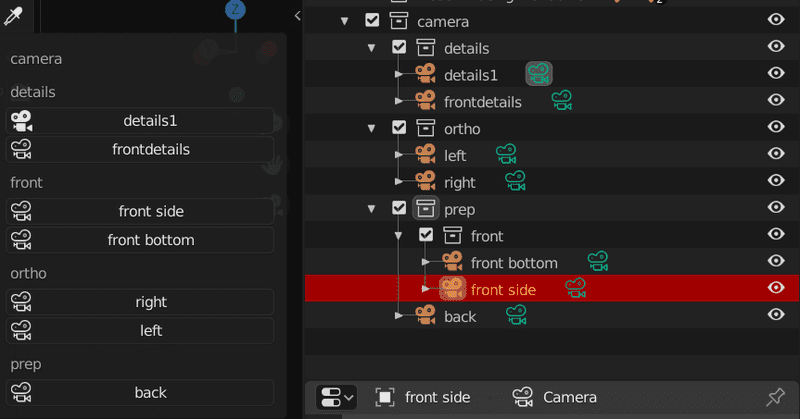 Z
camera
details
details1
frontdetails
front
front side
front bottom
ortho
right
left
prep
back
camera
details
details1
frontdetails
ortho
left
right
prep
front
front bottom
front side
back
front side
Camera